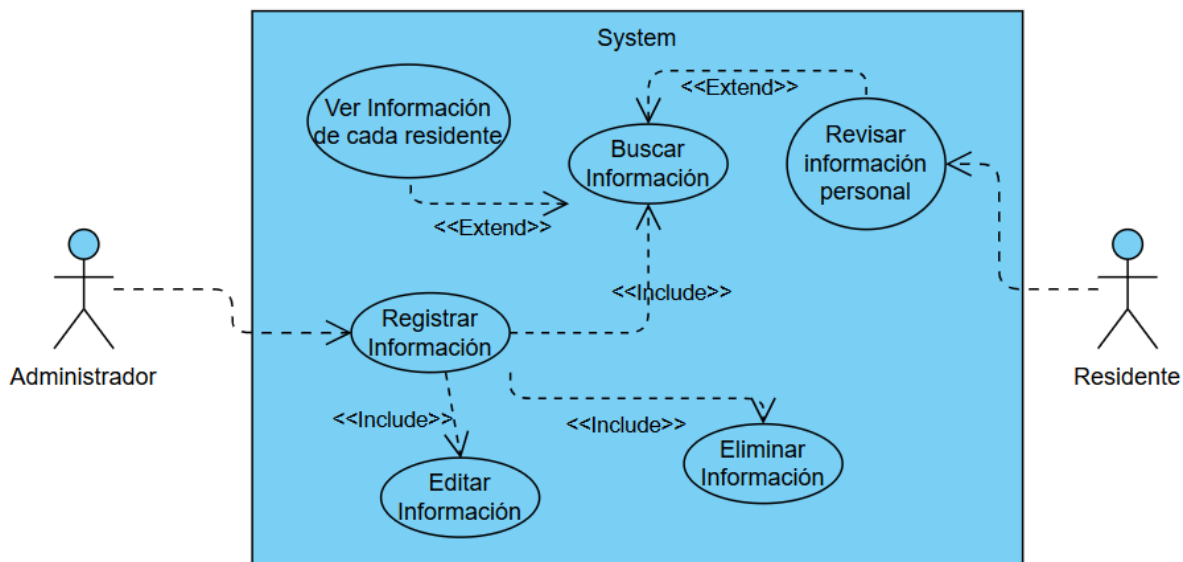 System
<<Extend>>
Ver Información
de cada residente
Buscar
Información
Revisar
información
personal
<<Extend>>
<<Include>>
Registrar
Información
Administrador
Residente
<<Include>>
<<Include>>
Editar
Información
Eliminar
Información